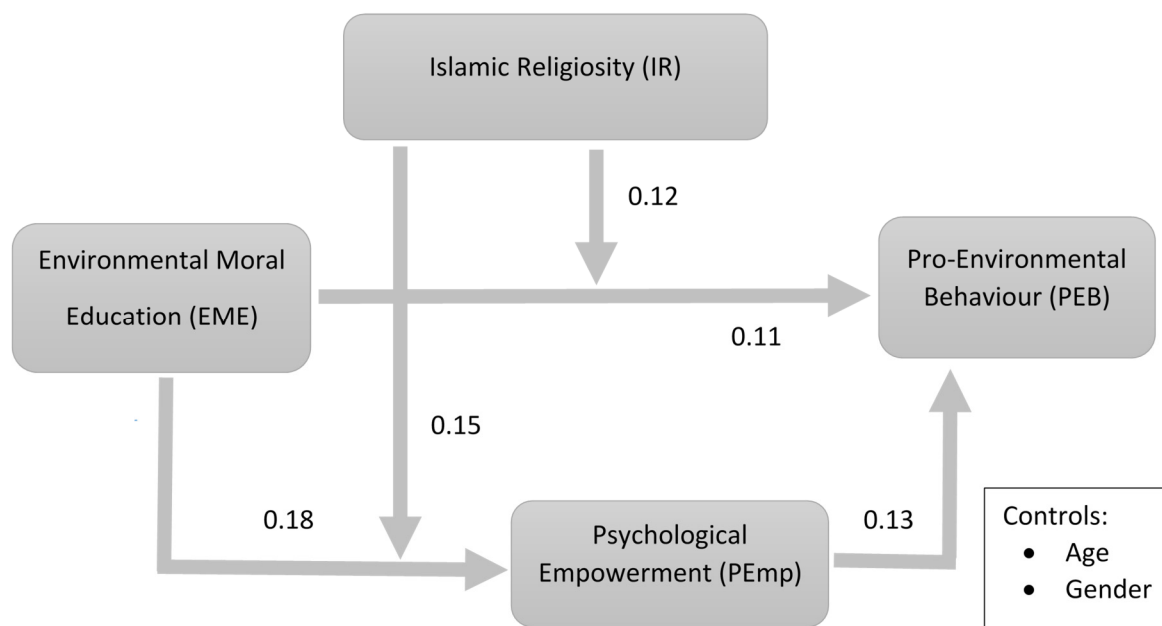 Islamic Religiosity (IR)
0.12
Environmental Moral
Education (EME)
Pro-Environmental
Behaviour (PEB)
0.11
0.15
0.18
Psychological
Empowerment (PEmp)
0.13
Controls:
• Age
• Gender